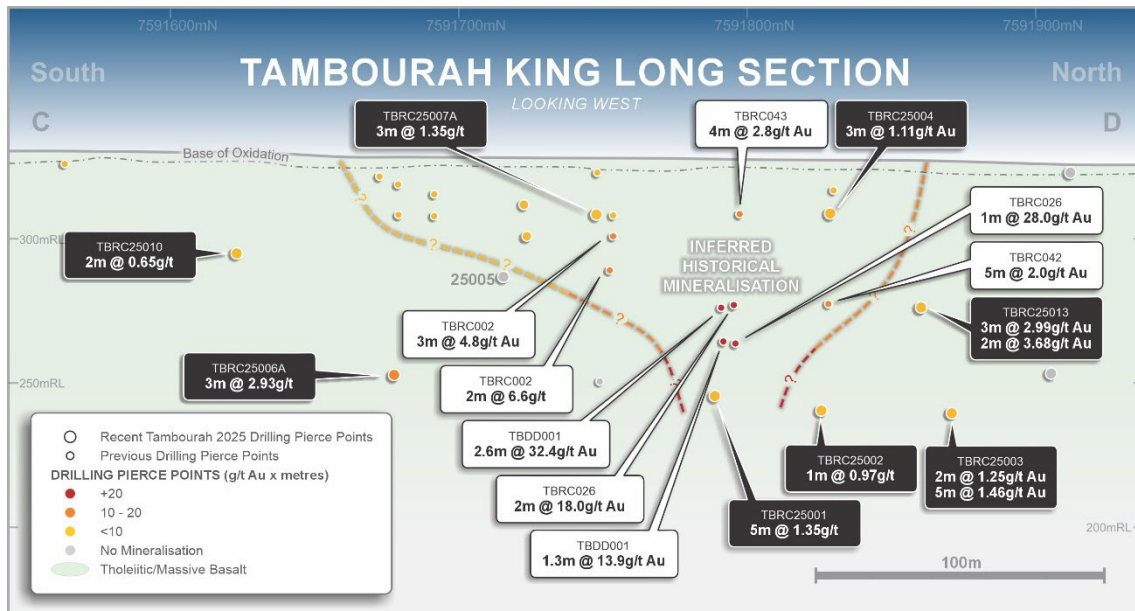 7591600mN
7591700mN
7591800mN
7591900mN
South
TAMBOURAH KING LONG SECTION
North
C
LOOKING WEST
D
TBRC25007A
3m @ 1.35g/t
TBRC043
4m @ 2.8g/t Au
TBRC25004
3m @ 1.11g/t Au
Base of Oxidation
TBRC026
1m @ 28.0g/t Au
300mRL
TBRC25010
2m @ 0.65g/t
?
?
?
?
?
?
?
INFERRED
HISTORICAL
MINERALISATION
25005
TBRC042
5m @ 2.0g/t Au
TBRC002
3m @ 4.8g/t Au
TBRC25013
3m @ 2.99g/t Au
2m @ 3.68g/t Au
TBRC25006A
3m @ 2.93g/t
TBRC002
2m @ 6.6g/t
250mRL
TBDD001
2.6m @ 32.4g/t Au
TBRC25002
1m @ 0.97g/t
TBRC25003
2m @ 1.25g/t Au
5m @ 1.46g/t Au
TBRC026
2m @ 18.0g/t Au
TBRC25001
5m @ 1.35g/t
TBDD001
1.3m @ 13.9g/t Au
200mRL
100m
Recent Tambourah 2025 Drilling Pierce Points
Previous Drilling Pierce Points
DRILLING PIERCE POINTS (g/t Au x metres)
+20
10 - 20
<10
No Mineralisation
Tholeiitic/Massive Basalt